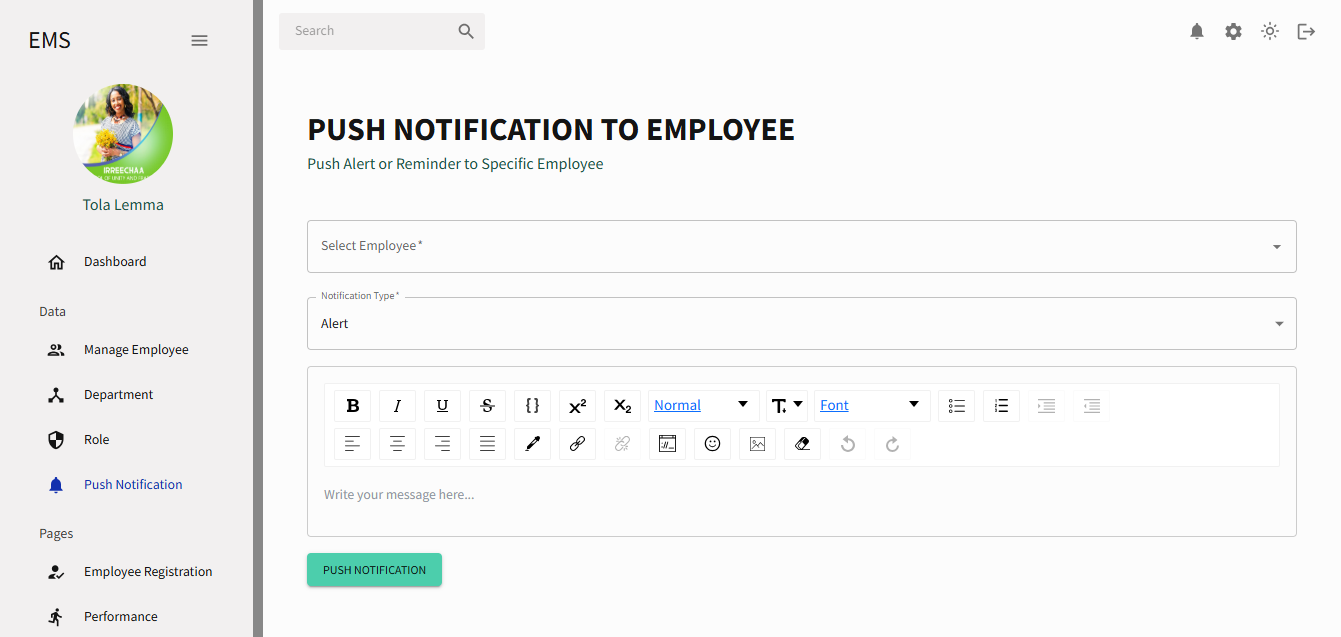 EMS
IRREECHAA
Tola Lemma
Dashboard
Data
Manage Employee
Department
Role
Push Notification
Pages
Employee Registration
Performance
Search
PUSH NOTIFICATION TO EMPLOYEE
Push Alert or Reminder to Specific Employee
Select Employee*
Notification Type*
Alert
B I U S {} X2 X2 Normal T Font
Write your message here...
PUSH NOTIFICATION